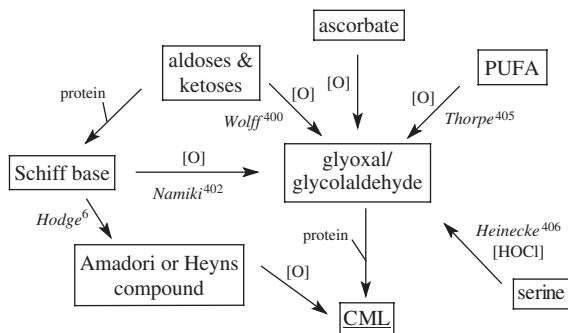 ascorbate
aldoses &
ketoses
PUFA
protein
[O]
[O]
[O]
Wolff400
Thorpe405
Schiff base
[O]
Namiki402
glyoxal/
glycolaldehyde
Hodge6
protein
Heinecke406
[HOCl]
Amadori or Heyns
compound
[O]
CML
serine